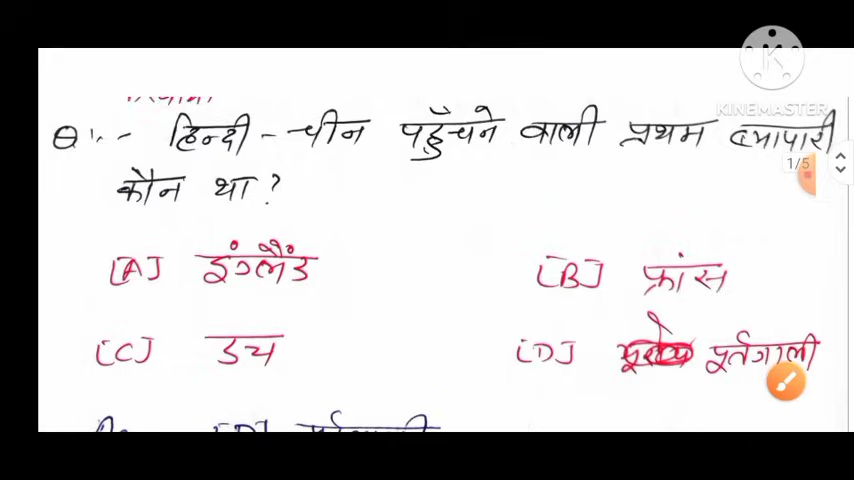 KINEMASTER
Q:- हिन्दी - चीन पहुँचने वाली प्रथम व्यापारी
1/5
कौन था?
[A] इंग्लैंड [B] फ्रांस
[C] डच [D] पुर्तगाली